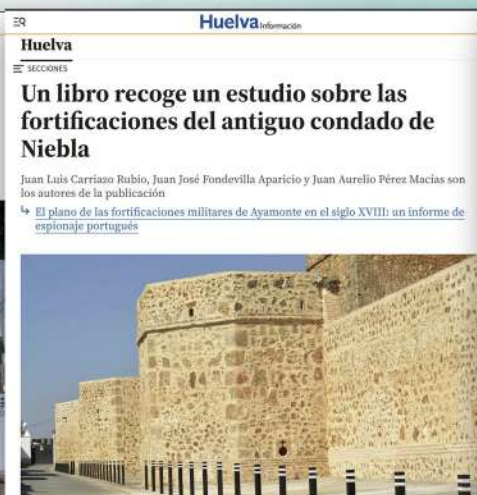 Huelva Información
Huelva
SECCIONES
Un libro recoge un estudio sobre las
fortificaciones del antiguo condado de
Niebla
Juan Luis Carriazo Rubio, Juan José Fondevilla Aparicio y Juan Aurelio Pérez Macías son
los autores de la publicación
El plano de las fortificaciones militares de Ayamonte en el siglo XVIII: un informe de
espionaje portugués